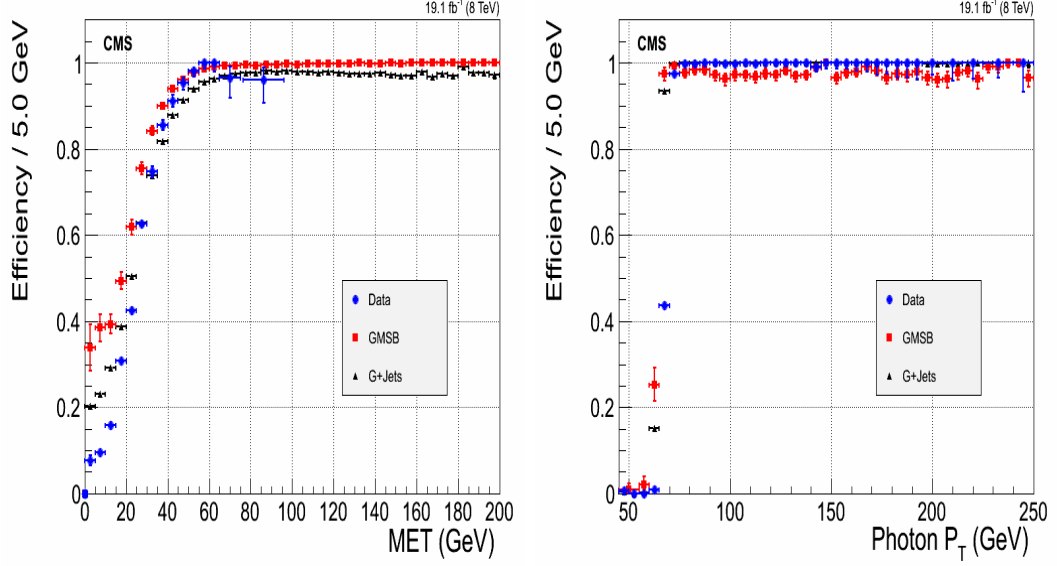 19.1 fb⁻¹ (8 TeV)
CMS
Efficiency / 5.0 GeV
1
0.8
0.6
0.4
0.2
0
Data
GMSB
G+Jets
0 20 40 60 80 100 120 140 160 180 200
MET (GeV)
19.1 fb⁻¹ (8 TeV)
CMS
Efficiency / 5.0 GeV
1
0.8
0.6
0.4
0.2
0
Data
GMSB
G+Jets
50 100 150 200 250
Photon P_T (GeV)